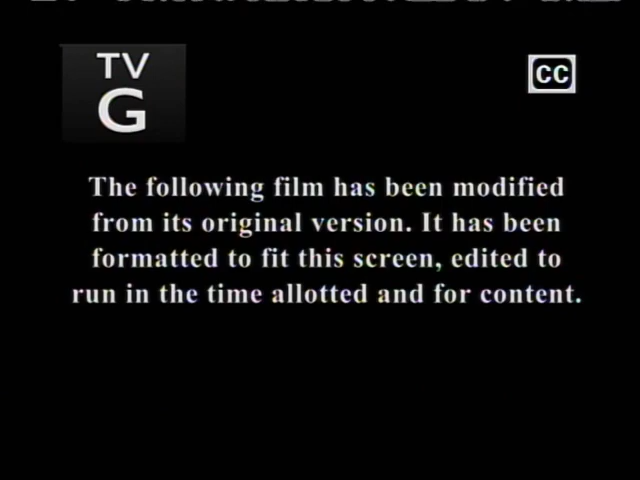 TV
G
CC
The following film has been modified
from its original version. It has been
formatted to fit this screen, edited to
run in the time allotted and for content.